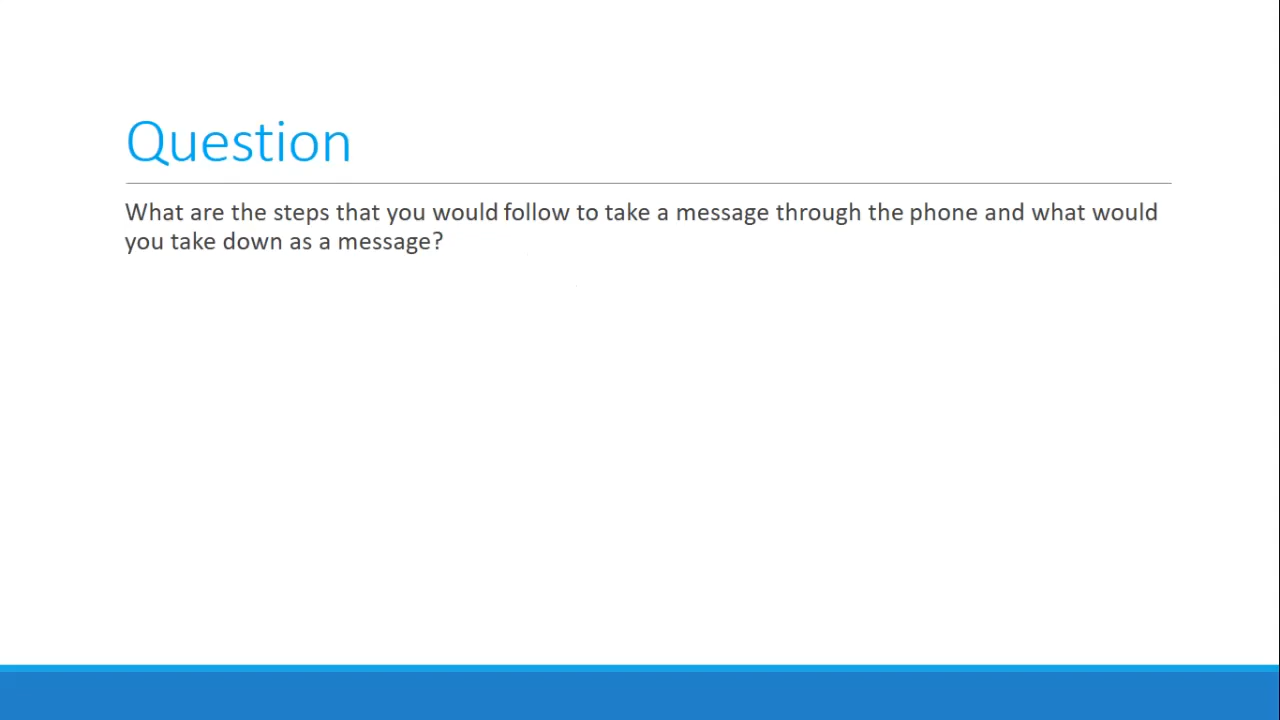 Question
What are the steps that you would follow to take a message through the phone and what would
you take down as a message?